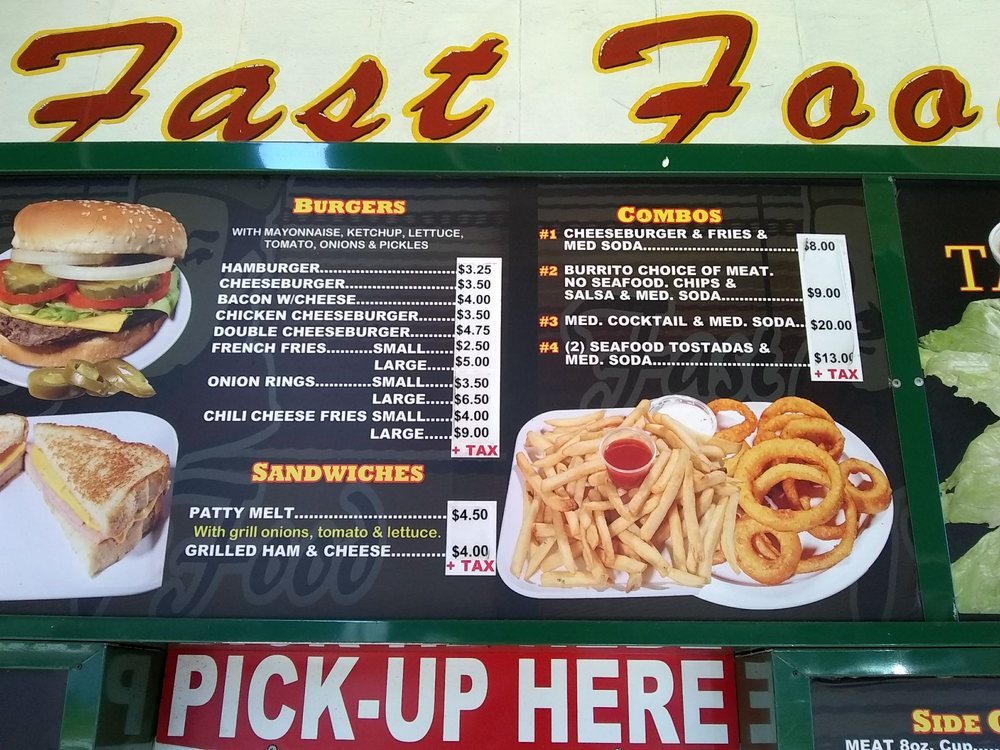 Fast Foo
BURGERS
WITH MAYONNAISE, KETCHUP, LETTUCE,
TOMATO, ONIONS & PICKLES
HAMBURGER................................$3.25
CHEESEBURGER........................$3.50
BACON W/CHEESE.....................$4.00
CHICKEN CHEESEBURGER.......$3.50
DOUBLE CHEESEBURGER.........$4.75
FRENCH FRIES...........SMALL......$2.50
LARGE.....$5.00
ONION RINGS.............SMALL......$3.50
LARGE......$6.50
CHILI CHEESE FRIES SMALL.....$4.00
LARGE......$9.00
+ TAX
SANDWICHES
PATTY MELT................................$4.50
With grill onions, tomato & lettuce.
GRILLED HAM & CHEESE............$4.00
+ TAX
COMBOS
#1 CHEESEBURGER & FRIES &
MED SODA................................$8.00
#2 BURRITO CHOICE OF MEAT.
NO SEAFOOD. CHIPS &
SALSA & MED. SODA.................$9.00
#3 MED. COCKTAIL & MED. SODA..$20.00
#4 (2) SEAFOOD TOSTADAS &
MED. SODA................................$13.00
+ TAX
T
PICK-UP HERE
SIDE
MEAT 8oz. Cup....